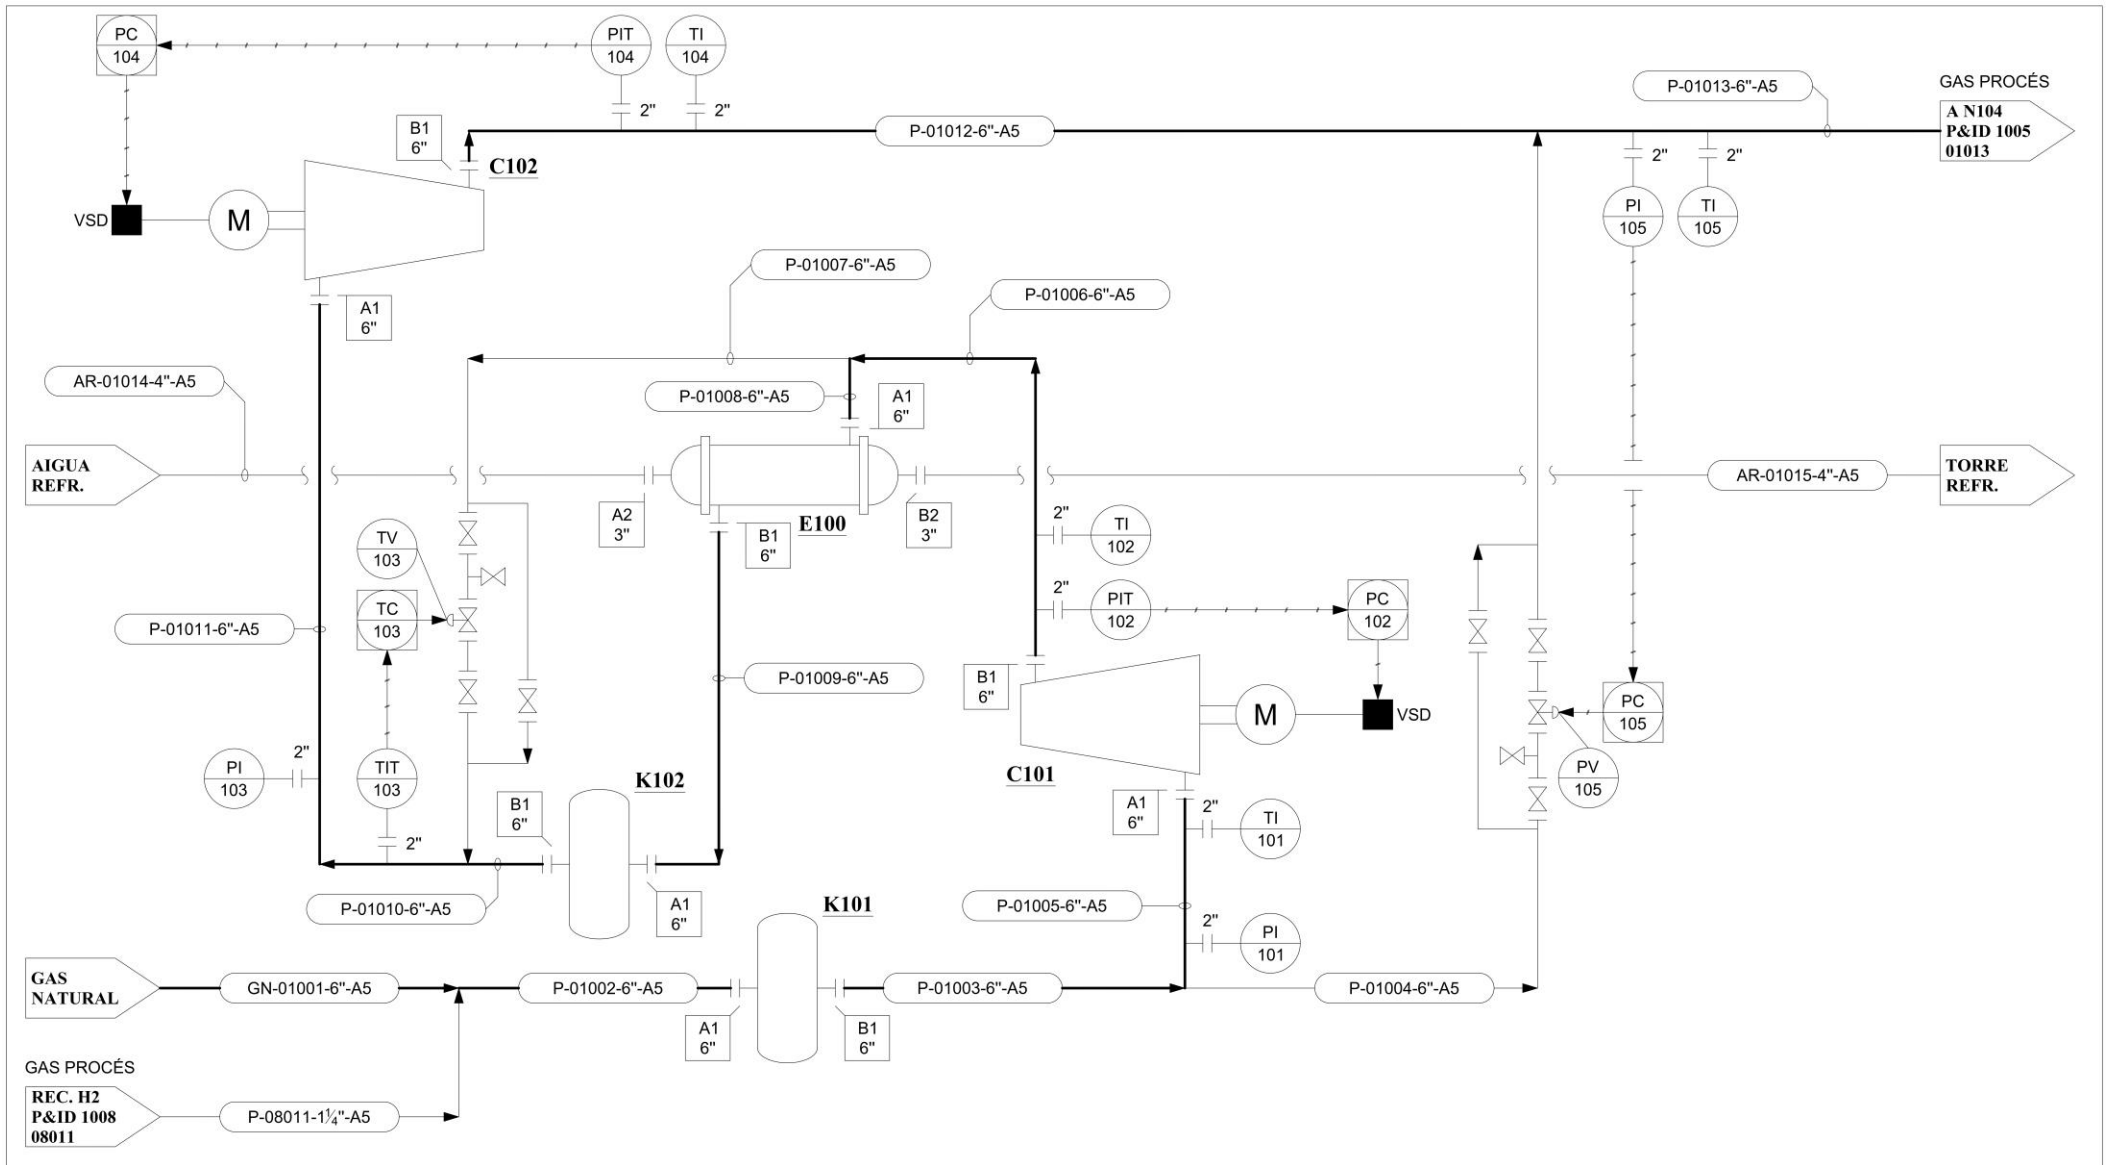 PC
104
PIT
104
TI
104
2"
2"
P-01013-6"-A5
GAS PROCÉS
A N104
P&ID 1005
01013
B1
6"
C102
P-01012-6"-A5
2"
2"
PI
105
TI
105
VSD
M
A1
6"
P-01007-6"-A5
P-01006-6"-A5
AR-01014-4"-A5
P-01008-6"-A5
A1
6"
AIGUA
REFR.
A2
3"
E100
B1
6"
B2
3"
AR-01015-4"-A5
TORRE
REFR.
2"
TI
102
TV
103
TC
103
2"
PIT
102
PC
102
P-01011-6"-A5
P-01009-6"-A5
B1
6"
M
VSD
C101
PC
105
PV
105
PI
103
2"
TIT
103
2"
K102
B1
6"
A1
6"
A1
6"
2"
TI
101
P-01010-6"-A5
K101
P-01005-6"-A5
2"
PI
101
GAS
NATURAL
GN-01001-6"-A5
P-01002-6"-A5
A1
6"
B1
6"
P-01003-6"-A5
P-01004-6"-A5
GAS PROCÉS
REC. H2
P&ID 1008
08011
P-08011-1¼"-A5